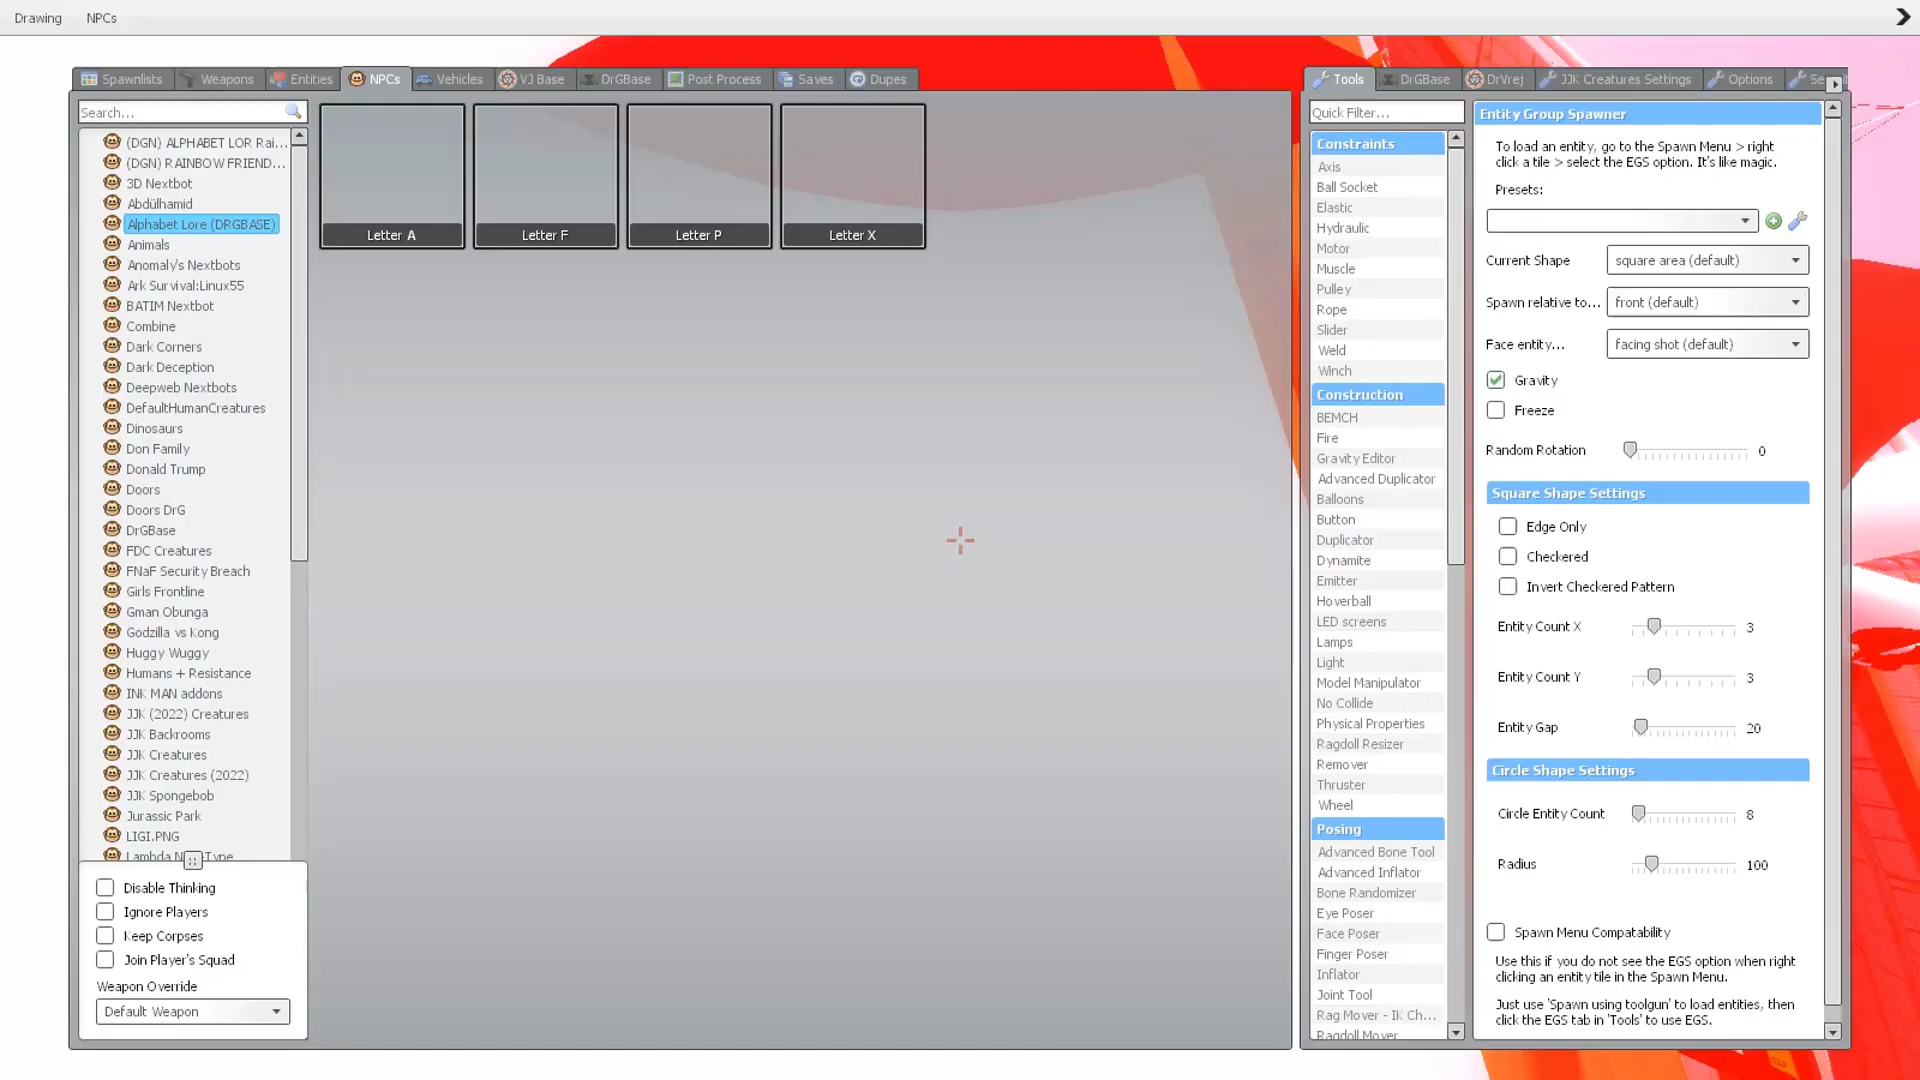 Drawing NPCs
Spawnlists Weapons Entities NPCs Vehicles VJ Base DrGBase Post Process Saves Dupes
Search...
(DGN) ALPHABET LOR Rai...
(DGN) RAINBOW FRIEND...
3D Nextbot
Abdülhamid
Alphabet Lore (DRGBASE)
Animals
Anomaly's Nextbots
Ark Survival:Linux55
BATIM Nextbot
Combine
Dark Corners
Dark Deception
Deepweb Nextbots
DefaultHumanCreatures
Dinosaurs
Don Family
Donald Trump
Doors
Doors DrG
DrGBase
FDC Creatures
FNaF Security Breach
Girls Frontline
Gman Obunga
Godzilla vs Kong
Huggy Wuggy
Humans + Resistance
INK MAN addons
JJK (2022) Creatures
JJK Backrooms
JJK Creatures
JJK Creatures (2022)
JJK Spongebob
Jurassic Park
LIGI.PNG
Lambda
Disable Thinking
Ignore Players
Keep Corpses
Join Player's Squad
Weapon Override
Default Weapon
Letter A
Letter F
Letter P
Letter X
Tools DrGBase DrVrej JJK Creatures Settings Options
Quick Filter...
Constraints
Axis
Ball Socket
Elastic
Hydraulic
Motor
Muscle
Pulley
Rope
Slider
Weld
Winch
Construction
BEMCH
Fire
Gravity Editor
Advanced Duplicator
Balloons
Button
Duplicator
Dynamite
Emitter
Hoverball
LED screens
Lamps
Light
Model Manipulator
No Collide
Physical Properties
Ragdoll Resizer
Remover
Thruster
Wheel
Posing
Advanced Bone Tool
Advanced Inflator
Bone Randomizer
Eye Poser
Face Poser
Finger Poser
Inflator
Joint Tool
Rag Mover - IK Ch...
Ragdoll Mover
Entity Group Spawner
To load an entity, go to the Spawn Menu > right
click a tile > select the EGS option. It's like magic.
Presets:
Current Shape square area (default)
Spawn relative to... front (default)
Face entity... facing shot (default)
Gravity
Freeze
Random Rotation 0
Square Shape Settings
Edge Only
Checkered
Invert Checkered Pattern
Entity Count X 3
Entity Count Y 3
Entity Gap 20
Circle Shape Settings
Circle Entity Count 8
Radius 100
Spawn Menu Compatability
Use this if you do not see the EGS option when right
clicking an entity tile in the Spawn Menu.
Just use 'Spawn using toolgun' to load entities, then
click the EGS tab in 'Tools' to use EGS.